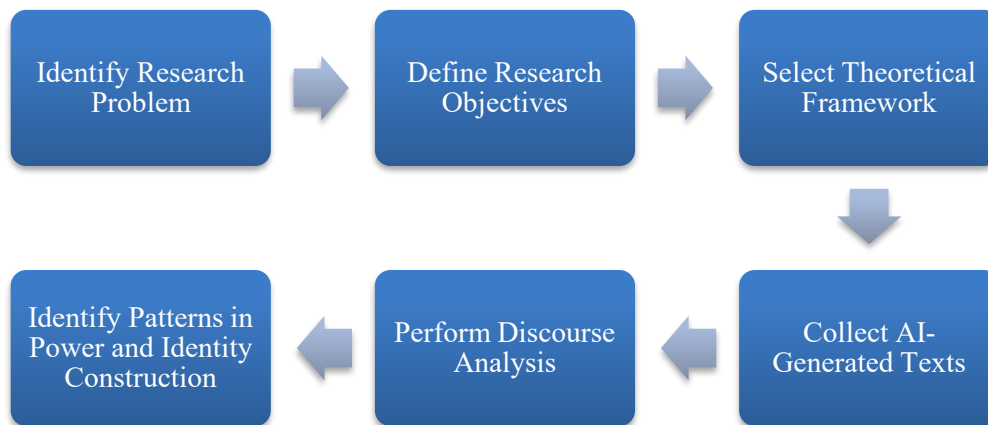 Identify Research
Problem
Define Research
Objectives
Select Theoretical
Framework
Collect AI-
Generated Texts
Perform Discourse
Analysis
Identify Patterns in
Power and Identity
Construction